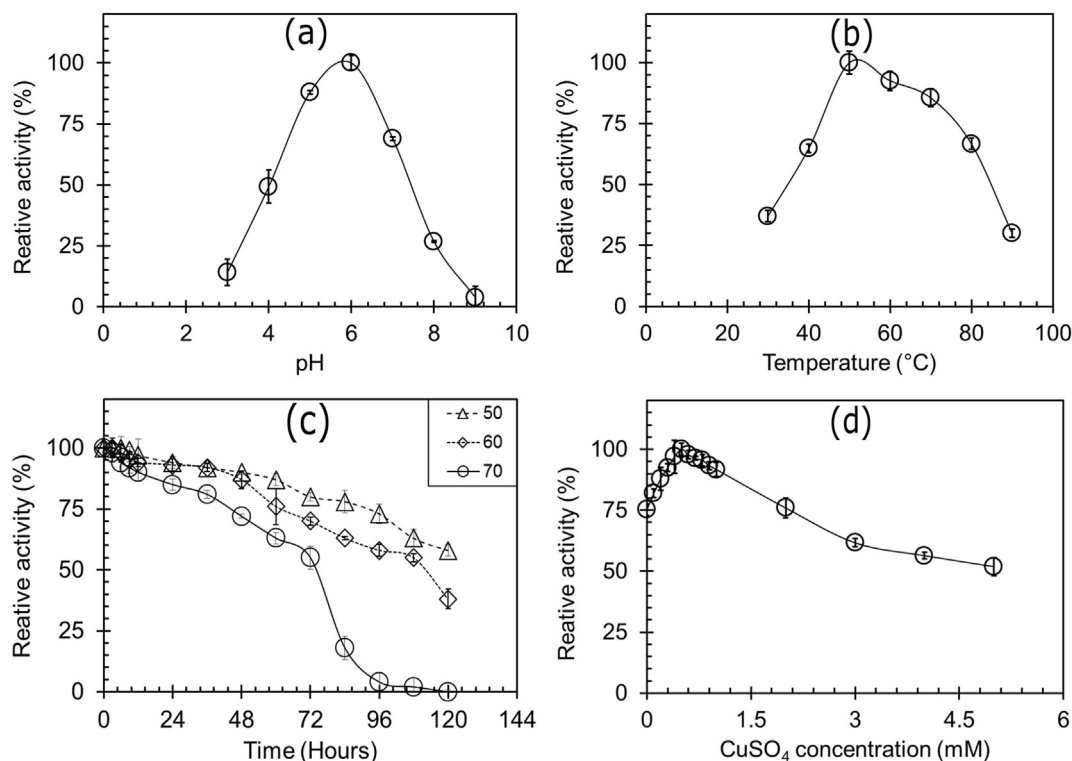 (a)
Reative activity (%)
100
75
50
25
0
0 2 4 6 8 10
pH
(b)
Reative activity (%)
100
75
50
25
0
0 20 40 60 80 100
Temperature (°C)
(c)
50
60
70
Reative activity (%)
100
75
50
25
0
0 24 48 72 96 120 144
Time (Hours)
(d)
Reative activity (%)
100
75
50
25
0
0 1.5 3 4.5 6
CuSO₄ concentration (mM)